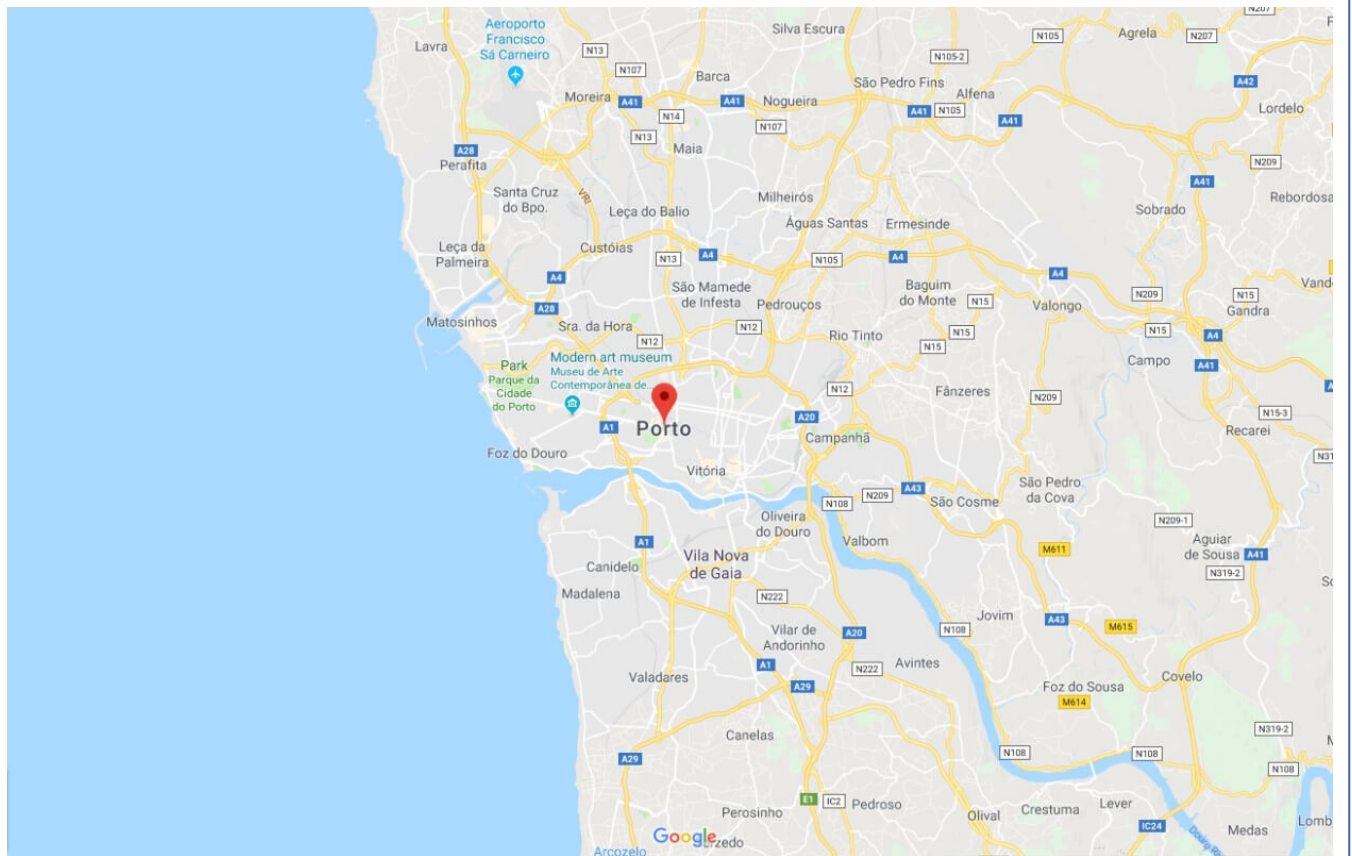 N207
Aeroporto
Francisco
Sá Carneiro
Silva Escura
N105
Agrela
N207
Lavra
N13
N105-2
N107
Barca
São Pedro Fins
A42
Moreira
A41
A41
Nogueira
Alfena
Lordelo
N14
A41
N105
A41
N13
N107
Maia
A28
Perafita
N209
A41
VRI
Santa Cruz
do Bpo.
Milheirós
Rebordosa
Leça do Balio
Sobrado
Águas Santas
Ermesinde
Leça da
Palmeira
Custóias
N13
A4
N105
A4
A4
A4
São Mamede
de Infesta
Pedrouços
Baguim
do Monte
N15
Valongo
N209
N15
Gandra
Vand
A28
Matosinhos
Sra. da Hora
N12
N12
Rio Tinto
N15
N15
N15
A4
Park
Parque da
Cidade
do Porto
Modern art museum
Museu de Arte
Contemporânea de...
Campo
A41
N12
Fânzeres
N209
N15-3
A1
Porto
A20
Campanhã
Recarei
Foz do Douro
Vitória
N31
São Pedro
da Cova
A43
N209
N108
São Cosme
Oliveira
do Douro
N209-1
A1
Valbom
Aguiar
de Sousa
A41
M611
Vila Nova
de Gaia
Canidelo
N319-2
Madalena
N222
Jovim
A43
M615
N108
Vilar de
Andorinho
A20
A1
N222
Avintes
Valadares
A29
Foz do Sousa
Covelo
M614
Canelas
N319-2
A29
N108
N108
N108
E1
IC2
Pedroso
Perosinho
Olival
Crestuma
Lever
Lomb
IC24
Medas
Google
Arcozelo